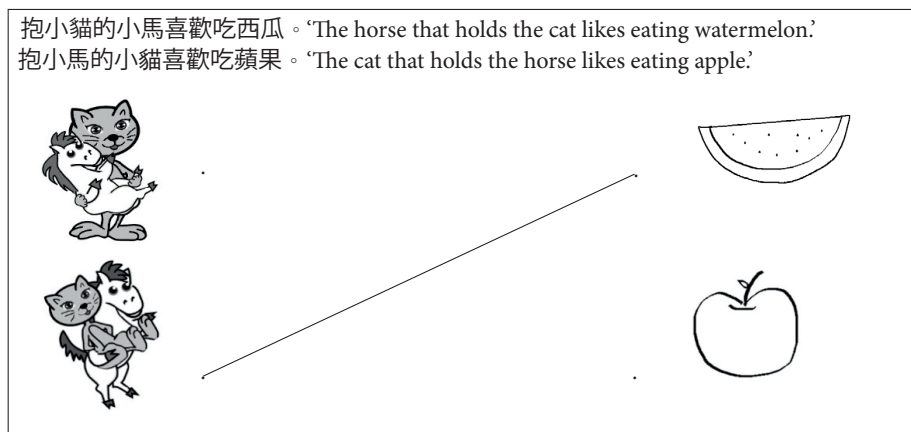 抱小貓的小馬喜歡吃西瓜。‘The horse that holds the cat likes eating watermelon.’
抱小馬的小貓喜歡吃蘋果。‘The cat that holds the horse likes eating apple.’